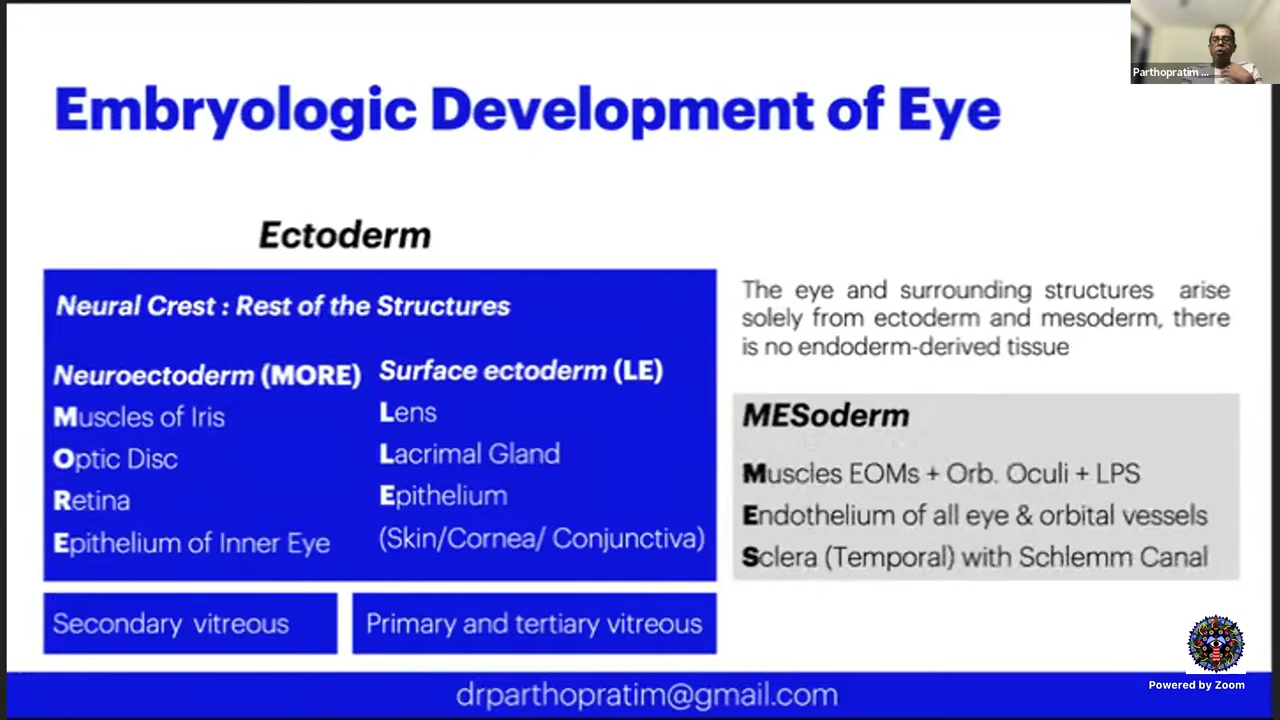 Parthopratim ...
Embryologic Development of Eye
Ectoderm
Neural Crest : Rest of the Structures
Neuroectoderm (MORE)
Muscles of Iris
Optic Disc
Retina
Epithelium of Inner Eye
Surface ectoderm (LE)
Lens
Lacrimal Gland
Epithelium
(Skin/Cornea/ Conjunctiva)
Secondary vitreous
Primary and tertiary vitreous
The eye and surrounding structures arise
solely from ectoderm and mesoderm, there
is no endoderm-derived tissue
MESoderm
Muscles EOMs + Orb. Oculi + LPS
Endothelium of all eye & orbital vessels
Sclera (Temporal) with Schlemm Canal
drparthopratim@gmail.com
Powered by Zoom